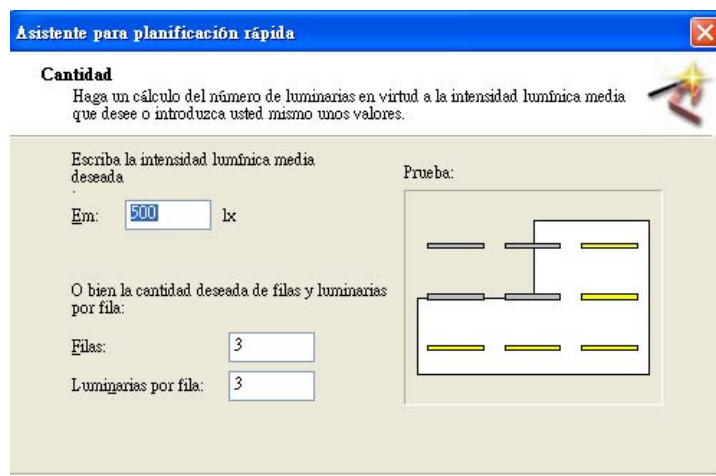 Asistente para planificación rápida
Cantidad
Haga un cálculo del número de luminarias en virtud a la intensidad lumínica media
que desee o introduzca usted mismo unos valores.
Escriba la intensidad lumínica media
deseada
:
Prueba:
Em: 500 lx
O bien la cantidad deseada de filas y luminarias
por fila:
Filas: 3
Luminarias por fila: 3